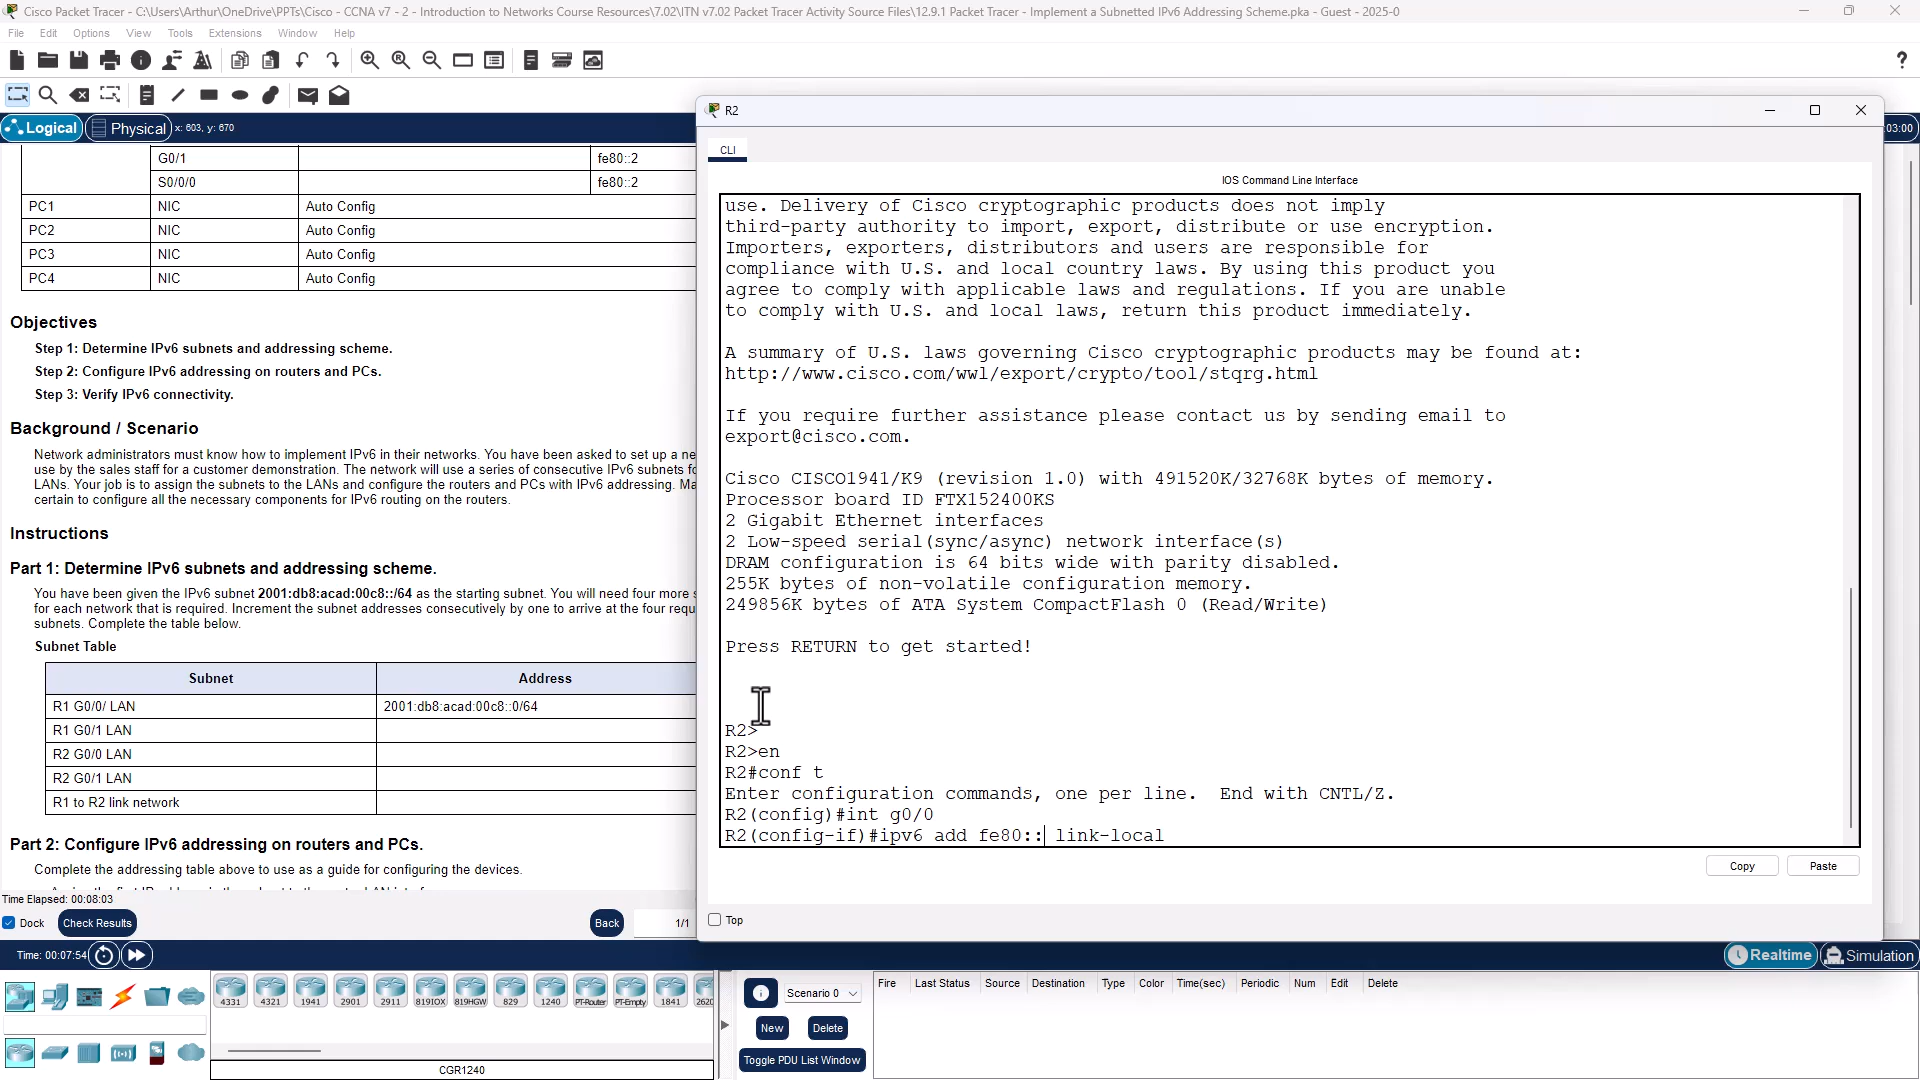 Cisco Packet Tracer - C:\Users\Arthur\OneDrive\PPTs\Cisco - CCNA v7 - 2 - Introduction to Networks Course Resources\7.02\ITN v7.02 Packet Tracer Activity Source Files\12.9.1 Packet Tracer - Implement a Subnetted IPv6 Addressing Scheme.pka - Guest - 2025-0
File Edit Options View Tools Extensions Window Help
Logical Physical x: 603, y: 670
03:00
G0/1 fe80::2
S0/0/0 fe80::2
PC1 NIC Auto Config
PC2 NIC Auto Config
PC3 NIC Auto Config
PC4 NIC Auto Config
Objectives
Step 1: Determine IPv6 subnets and addressing scheme.
Step 2: Configure IPv6 addressing on routers and PCs.
Step 3: Verify IPv6 connectivity.
Background / Scenario
Network administrators must know how to implement IPv6 in their networks. You have been asked to set up a ne
use by the sales staff for a customer demonstration. The network will use a series of consecutive IPv6 subnets fo
LANs. Your job is to assign the subnets to the LANs and configure the routers and PCs with IPv6 addressing. Ma
certain to configure all the necessary components for IPv6 routing on the routers.
Instructions
Part 1: Determine IPv6 subnets and addressing scheme.
You have been given the IPv6 subnet 2001:db8:acad:00c8::/64 as the starting subnet. You will need four more s
for each network that is required. Increment the subnet addresses consecutively by one to arrive at the four requ
subnets. Complete the table below.
Subnet Table
Subnet Address
R1 G0/0/ LAN 2001:db8:acad:00c8::0/64
R1 G0/1 LAN
R2 G0/0 LAN
R2 G0/1 LAN
R1 to R2 link network
Part 2: Configure IPv6 addressing on routers and PCs.
Complete the addressing table above to use as a guide for configuring the devices.
Time Elapsed: 00:08:03
Dock Check Results Back 1/1
R2
CLI
IOS Command Line Interface
use. Delivery of Cisco cryptographic products does not imply
third-party authority to import, export, distribute or use encryption.
Importers, exporters, distributors and users are responsible for
compliance with U.S. and local country laws. By using this product you
agree to comply with applicable laws and regulations. If you are unable
to comply with U.S. and local laws, return this product immediately.
A summary of U.S. laws governing Cisco cryptographic products may be found at:
http://www.cisco.com/wwl/export/crypto/tool/stqrg.html
If you require further assistance please contact us by sending email to
export@cisco.com.
Cisco CISCO1941/K9 (revision 1.0) with 491520K/32768K bytes of memory.
Processor board ID FTX152400KS
2 Gigabit Ethernet interfaces
2 Low-speed serial(sync/async) network interface(s)
DRAM configuration is 64 bits wide with parity disabled.
255K bytes of non-volatile configuration memory.
249856K bytes of ATA System CompactFlash 0 (Read/Write)
Press RETURN to get started!
R2>
R2>en
R2#conf t
Enter configuration commands, one per line. End with CNTL/Z.
R2(config)#int g0/0
R2(config-if)#ipv6 add fe80:: link-local
Copy Paste
Top
Time: 00:07:54 Realtime Simulation
4331 4321 1941 2901 2911 819IOX 819HGW 829 1240 PT-Router PT-Empty 1841 2620
CGR1240
Scenario 0
New Delete
Toggle PDU List Window
Fire Last Status Source Destination Type Color Time(sec) Periodic Num Edit Delete